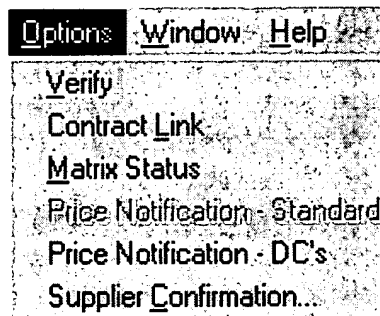 Options Window Help
Verify
Contract Link
Matrix Status
Price Notification - Standard
Price Notification - DC's
Supplier Confirmation...